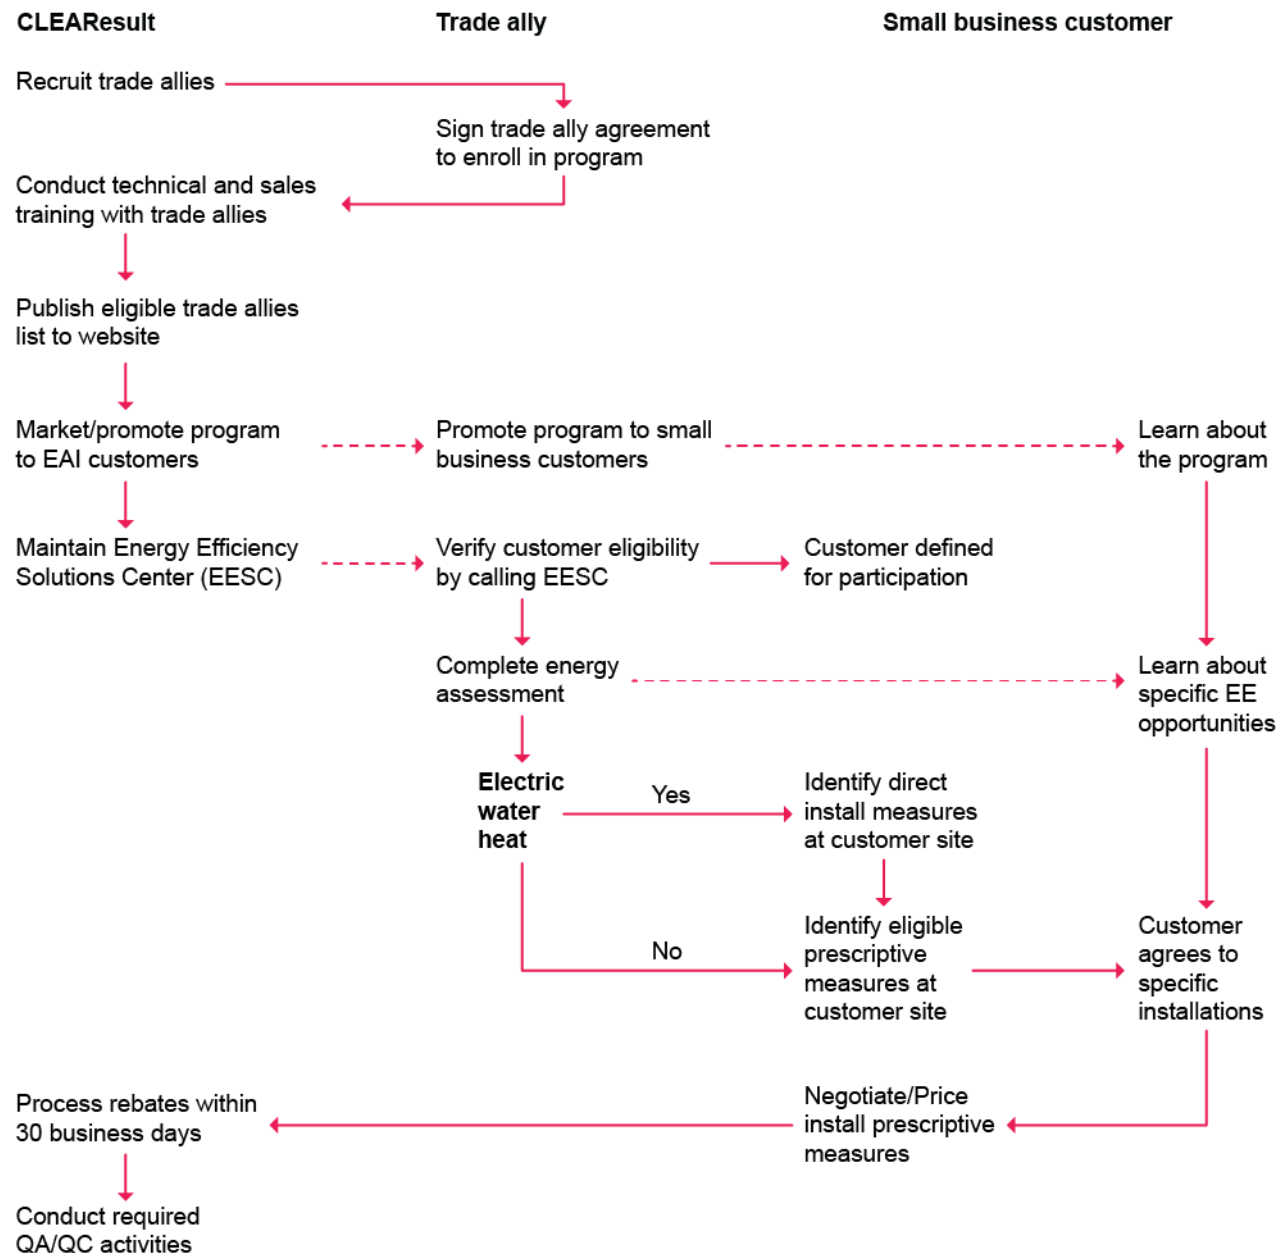 CLEAResult
Trade ally
Small business customer
Recruit trade allies
Sign trade ally agreement
to enroll in program
Conduct technical and sales
training with trade allies
Publish eligible trade allies
list to website
Market/promote program
to EAI customers
Promote program to small
business customers
Learn about
the program
Maintain Energy Efficiency
Solutions Center (EESC)
Verify customer eligibility
by calling EESC
Customer defined
for participation
Complete energy
assessment
Learn about
specific EE
opportunities
Electric
water
heat
Yes
Identify direct
install measures
at customer site
No
Identify eligible
prescriptive
measures at
customer site
Customer
agrees to
specific
installations
Negotiate/Price
install prescriptive
measures
Process rebates within
30 business days
Conduct required
QA/QC activities